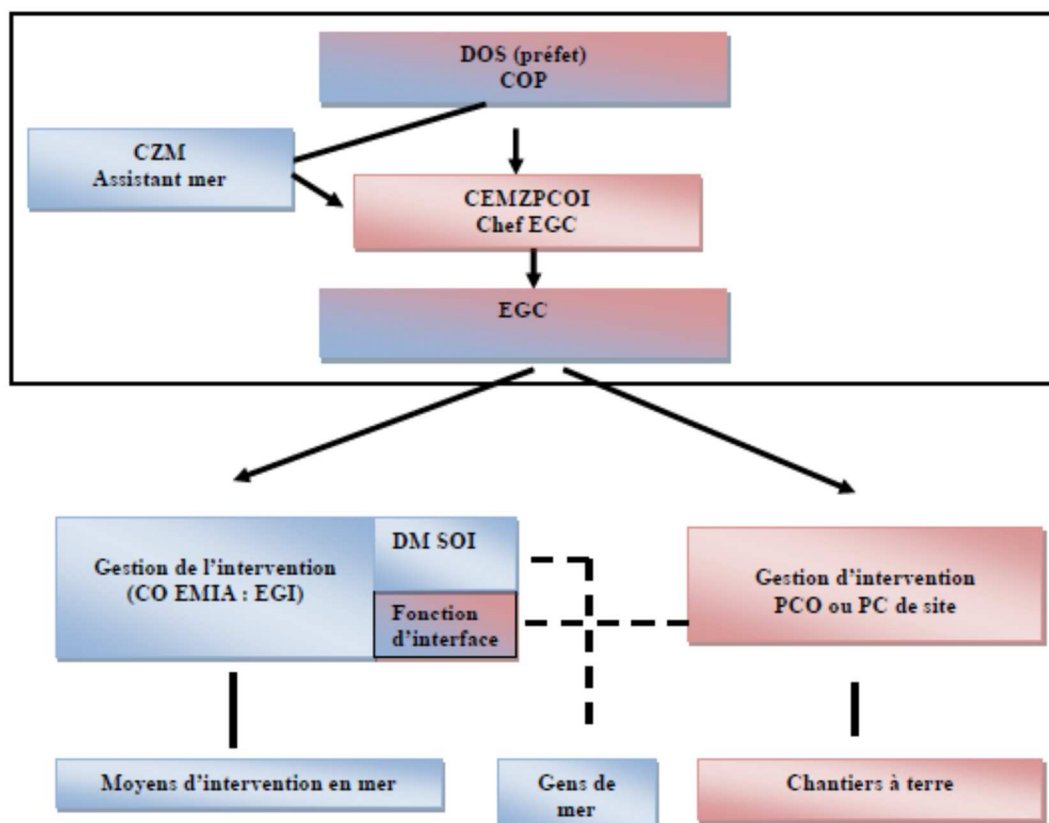 DOS (préfet)
COP
CZM
Assistant mer
CEMZPCOI
Chef EGC
EGC
Gestion de l'intervention
(CO EMIA : EGI)
DM SOI
Fonction
d'interface
Gestion d'intervention
PCO ou PC de site
Moyens d'intervention en mer
Gens de
mer
Chantiers à terre